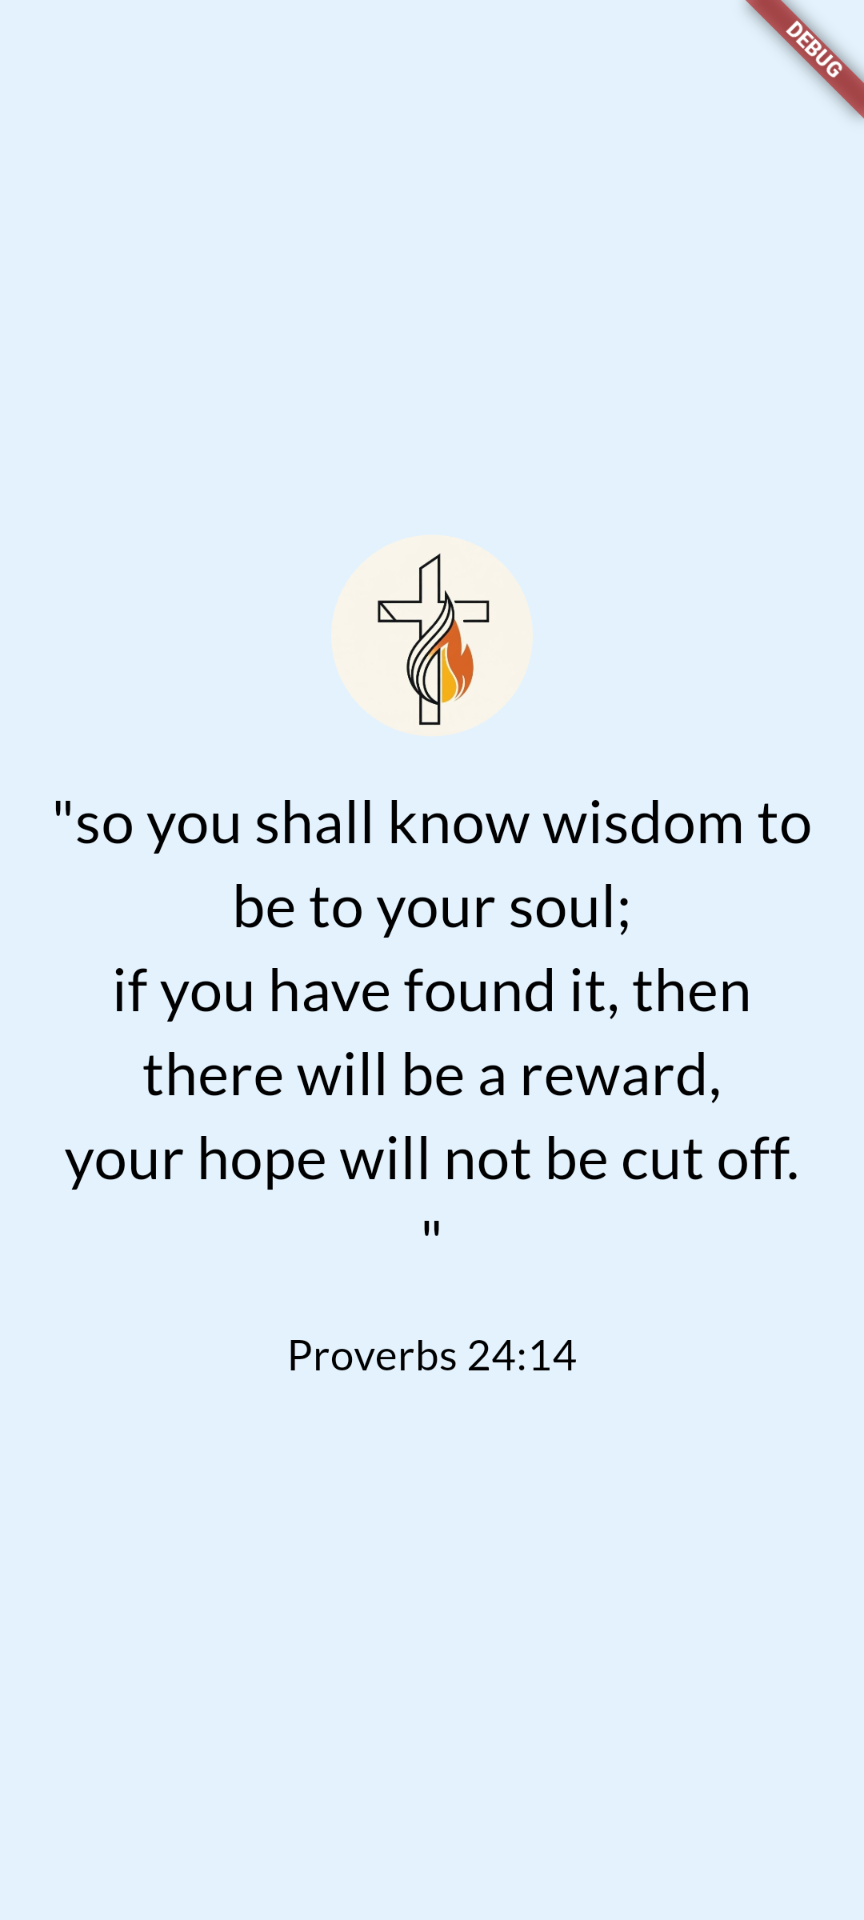 DEBUG
"so you shall know wisdom to
be to your soul;
if you have found it, then
there will be a reward,
your hope will not be cut off.
"
Proverbs 24:14